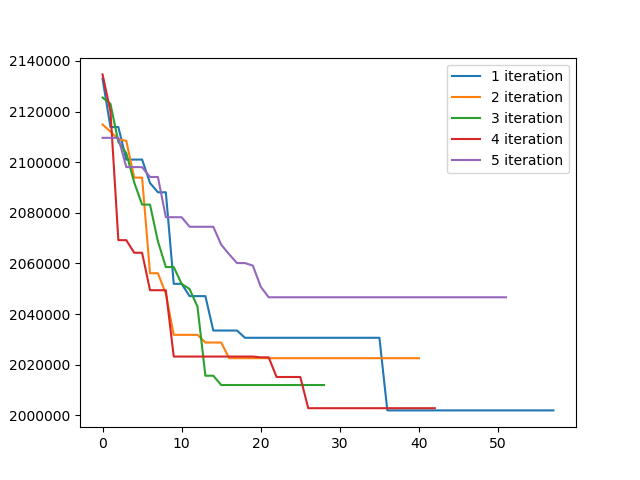 2140000
2120000
2100000
2080000
2060000
2040000
2020000
2000000
0 10 20 30 40 50
1 iteration
2 iteration
3 iteration
4 iteration
5 iteration